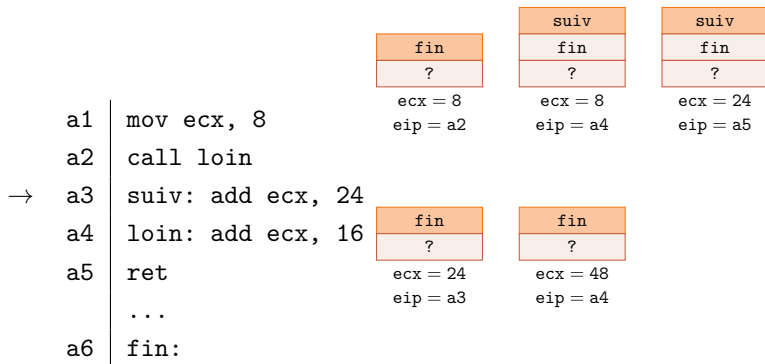 suiv suiv
fin fin fin
? ? ?
ecx = 8 ecx = 8 ecx = 24
eip = a2 eip = a4 eip = a5
a1 mov ecx, 8
a2 call loin
→ a3 suiv: add ecx, 24
a4 loin: add ecx, 16
a5 ret
...
a6 fin:
fin fin
? ?
ecx = 24 ecx = 48
eip = a3 eip = a4